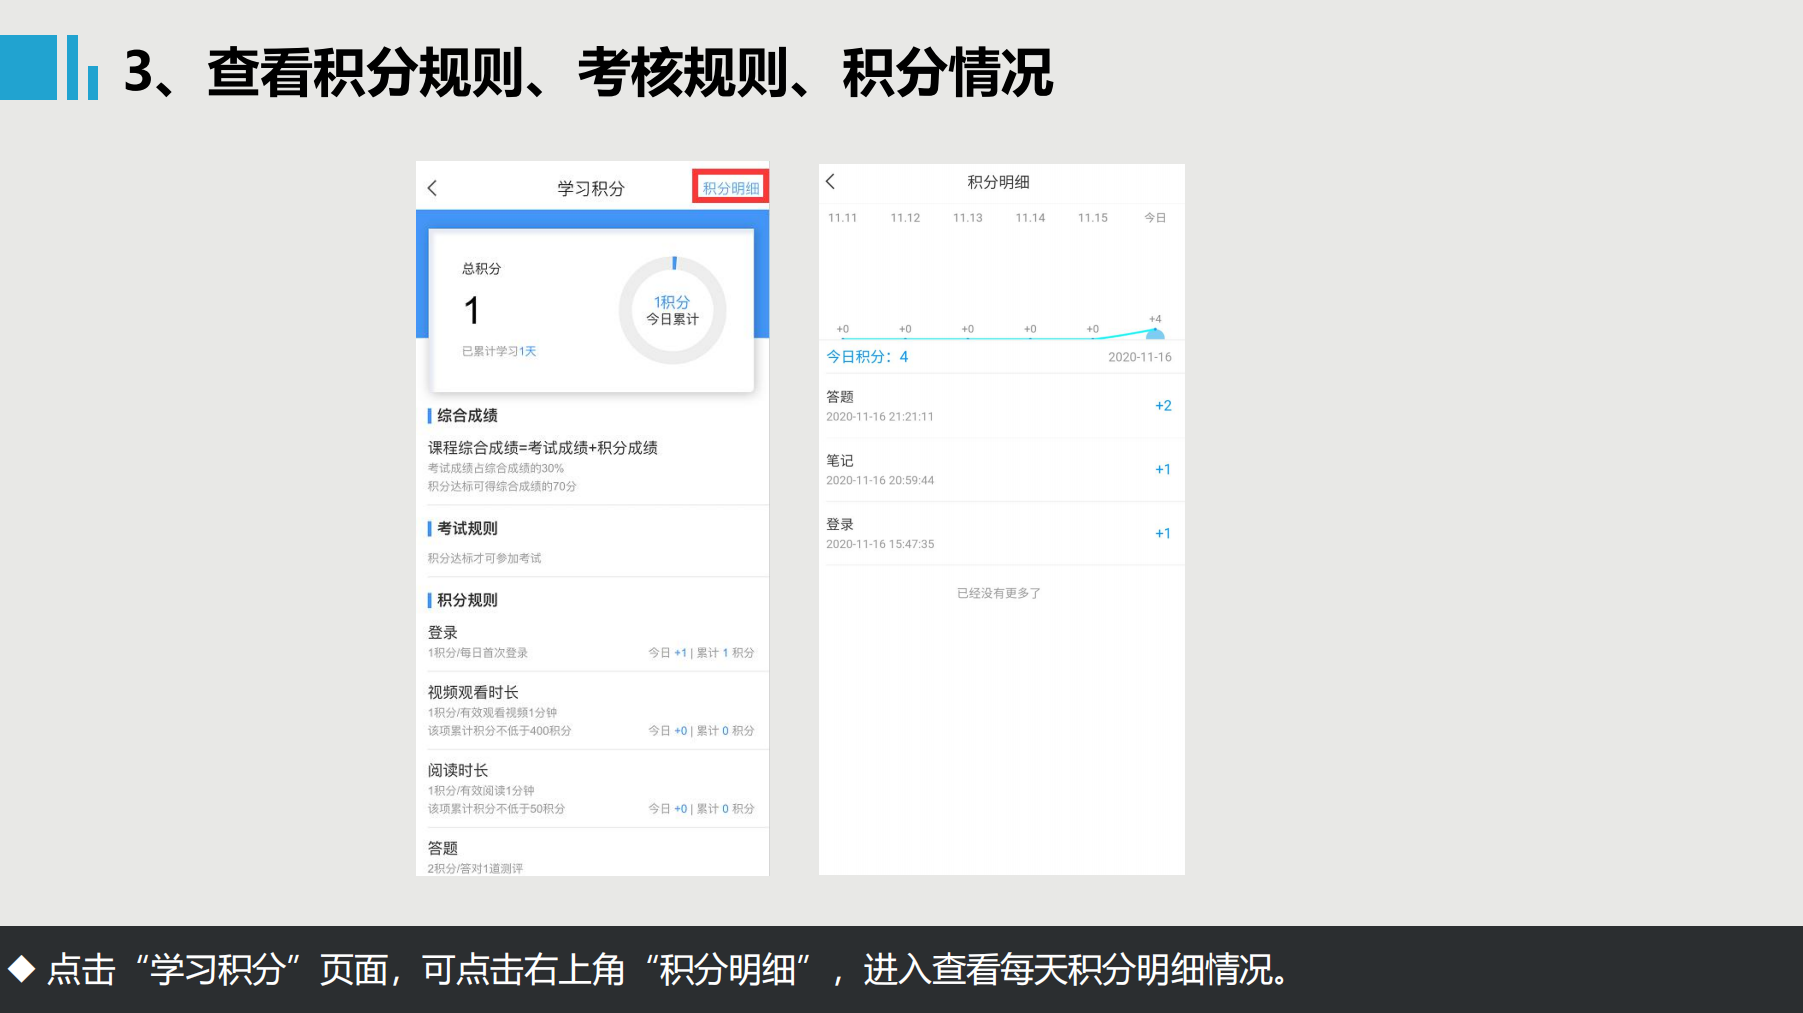 3、查看积分规则、考核规则、积分情况
学习积分
积分明细
总积分
1
已累计学习1天
1积分
今日累计
综合成绩
课程综合成绩=考试成绩+积分成绩
考试成绩占综合成绩的30%
积分达标可得综合成绩的70分
考试规则
积分达标才可参加考试
积分规则
登录
1积分/每日首次登录 今日 +1 | 累计 1 积分
视频观看时长
1积分/有效观看视频1分钟
该项累计积分不低于400积分 今日 +0 | 累计 0 积分
阅读时长
1积分/有效阅读1分钟
该项累计积分不低于50积分 今日 +0 | 累计 0 积分
答题
2积分/答对1道测评
积分明细
11.11 11.12 11.13 11.14 11.15 今日
+0 +0 +0 +0 +0 +4
今日积分：4 2020-11-16
答题
2020-11-16 21:21:11 +2
笔记
2020-11-16 20:59:44 +1
登录
2020-11-16 15:47:35 +1
已经没有更多了
◆ 点击“学习积分”页面，可点击右上角“积分明细”，进入查看每天积分明细情况。